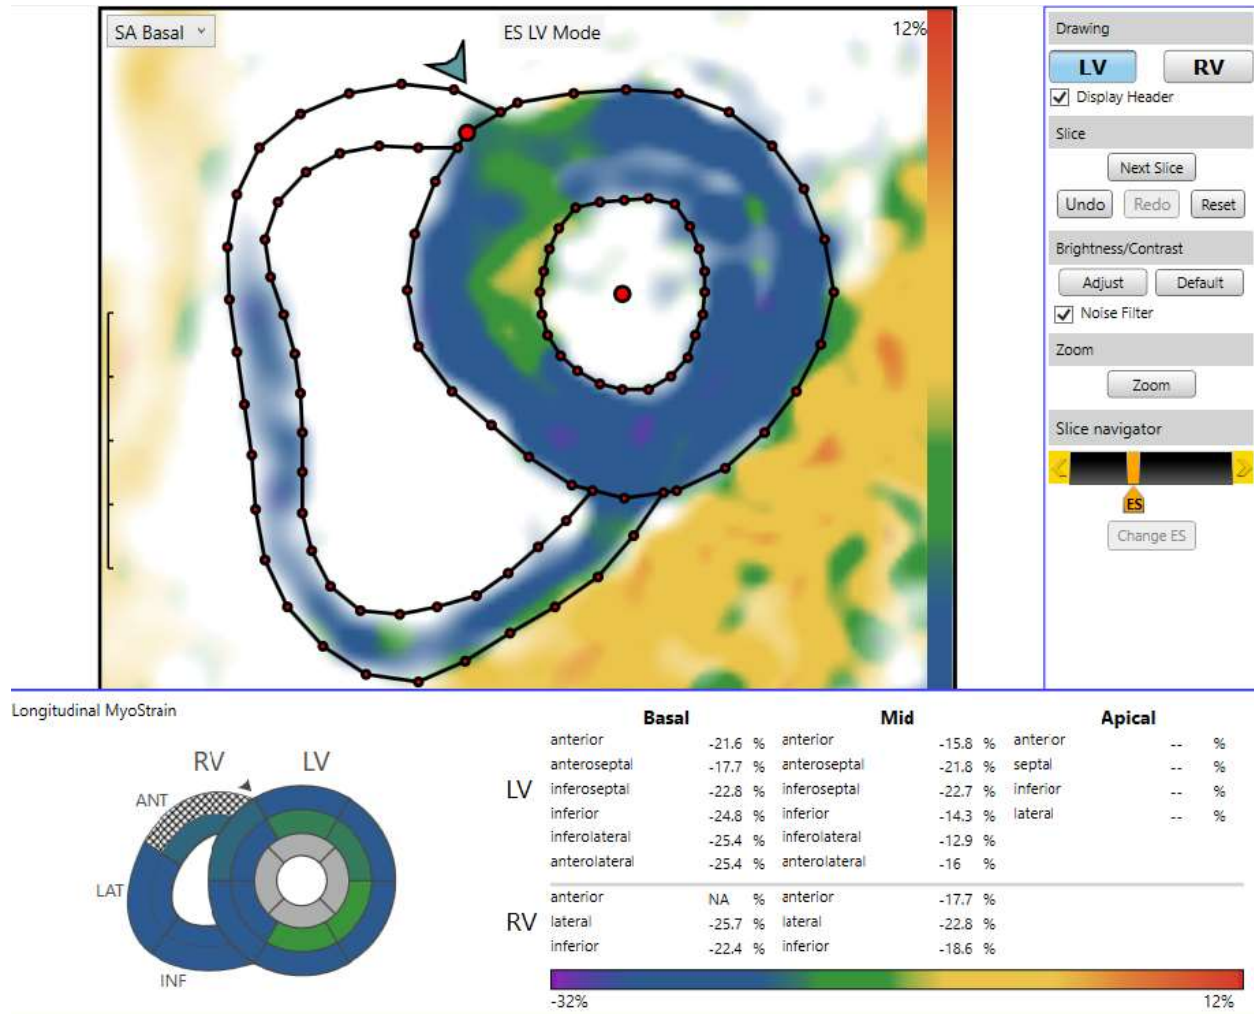 SA Basal
ES LV Mode
12%
Drawing
LV RV
Display Header
Slice
Next Slice
Undo Redo Reset
Brightness/Contrast
Adjust Default
Noise Filter
Zoom
Zoom
Slice navigator
ES
Change ES
Longitudinal MyoStrain
RV LV
ANT
LAT
INF
Basal Mid Apical
LV
anterior -21.6 % anterior -15.8 % anterior -- %
anteroseptal -17.7 % anteroseptal -21.8 % septal -- %
inferoseptal -22.8 % inferoseptal -22.7 % inferior -- %
inferior -24.8 % inferior -14.3 % lateral -- %
inferolateral -25.4 % inferolateral -12.9 %
anterolateral -25.4 % anterolateral -16 %
RV
anterior NA % anterior -17.7 %
lateral -25.7 % lateral -22.8 %
inferior -22.4 % inferior -18.6 %
-32% 12%